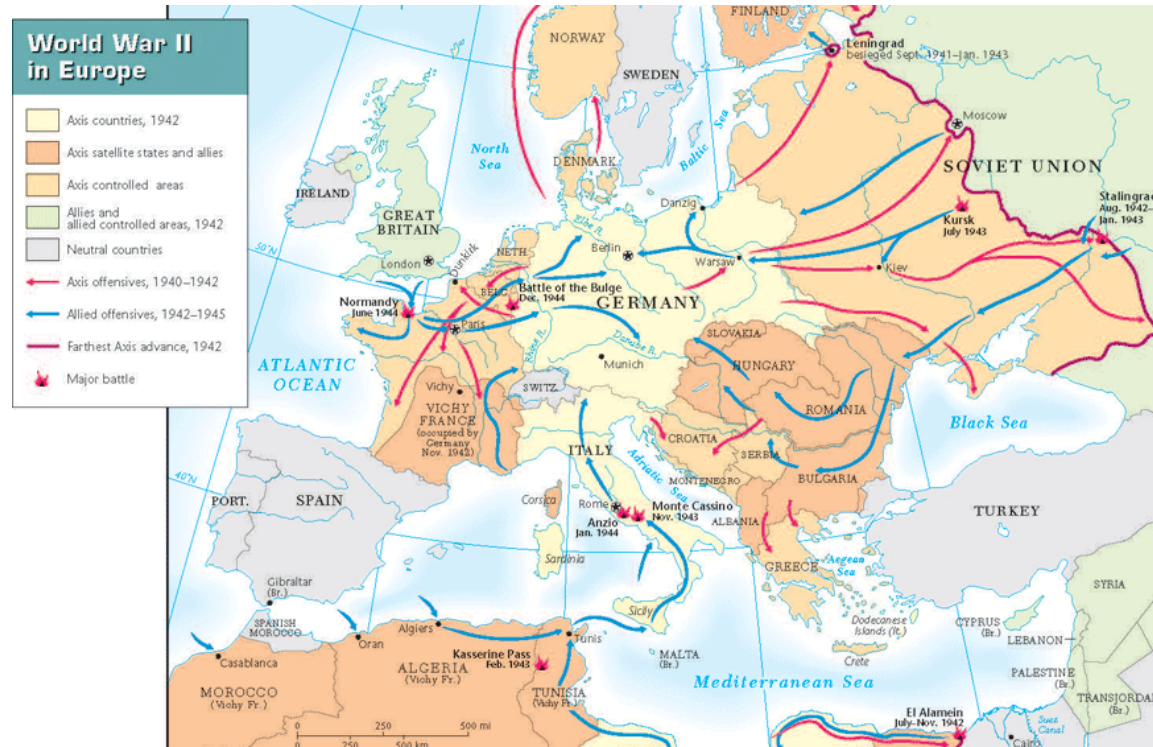 World War II
in Europe
Axis countries, 1942
Axis satellite states and allies
Axis controlled areas
Allies and
allied controlled areas, 1942
Neutral countries
Axis offensives, 1940–1942
Allied offensives, 1942–1945
Farthest Axis advance, 1942
Major battle
FINLAND
NORWAY
SWEDEN
Leningrad
besieged Sept. 1941–Jan. 1943
Moscow
SOVIET UNION
North
Sea
Baltic Sea
DENMARK
IRELAND
GREAT
BRITAIN
London
50°N
Dunkirk
NETH.
BELG.
Elbe R.
Berlin
Danzig
Warsaw
Kursk
July 1943
Stalingrad
Aug. 1942–
Jan. 1943
Kiev
Normandy
June 1944
Battle of the Bulge
Dec. 1944
GERMANY
Paris
Rhine R.
Danube R.
Munich
SLOVAKIA
HUNGARY
ROMANIA
ATLANTIC
OCEAN
Vichy
VICHY
FRANCE
(occupied by
Germany
Nov. 1942)
SWITZ.
ITALY
CROATIA
SERBIA
MONTENEGRO
BULGARIA
Black Sea
40°N
PORT.
SPAIN
Corsica
Rome
Adriatic Sea
Anzio
Jan. 1944
Monte Cassino
Nov. 1943
ALBANIA
GREECE
Aegean
Sea
TURKEY
Sardinia
Sicily
Gibraltar
(Br.)
SPANISH
MOROCCO
Dodecanese
Islands (It.)
Crete
CYPRUS
(Br.)
SYRIA
LEBANON
PALESTINE
(Br.)
TRANSJORDAN
(Br.)
Casablanca
Oran
Algiers
Tunis
MALTA
(Br.)
Kasserine Pass
Feb. 1943
MOROCCO
(Vichy Fr.)
ALGERIA
(Vichy Fr.)
TUNISIA
(Vichy Fr.)
Mediterranean Sea
El Alamein
July–Nov. 1942
Suez
Canal
Cairo
0 250 500 mi
0 250 500 km